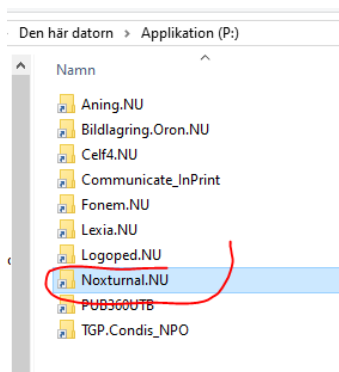 Den här datorn > Applikation (P:)
Namn
Aning.NU
Bildlagring.Oron.NU
Celf4.NU
Communicate_InPrint
Fonem.NU
Lexia.NU
Logoped.NU
Noxturnal.NU
PUB360UTB
TGP.Condis_NPO